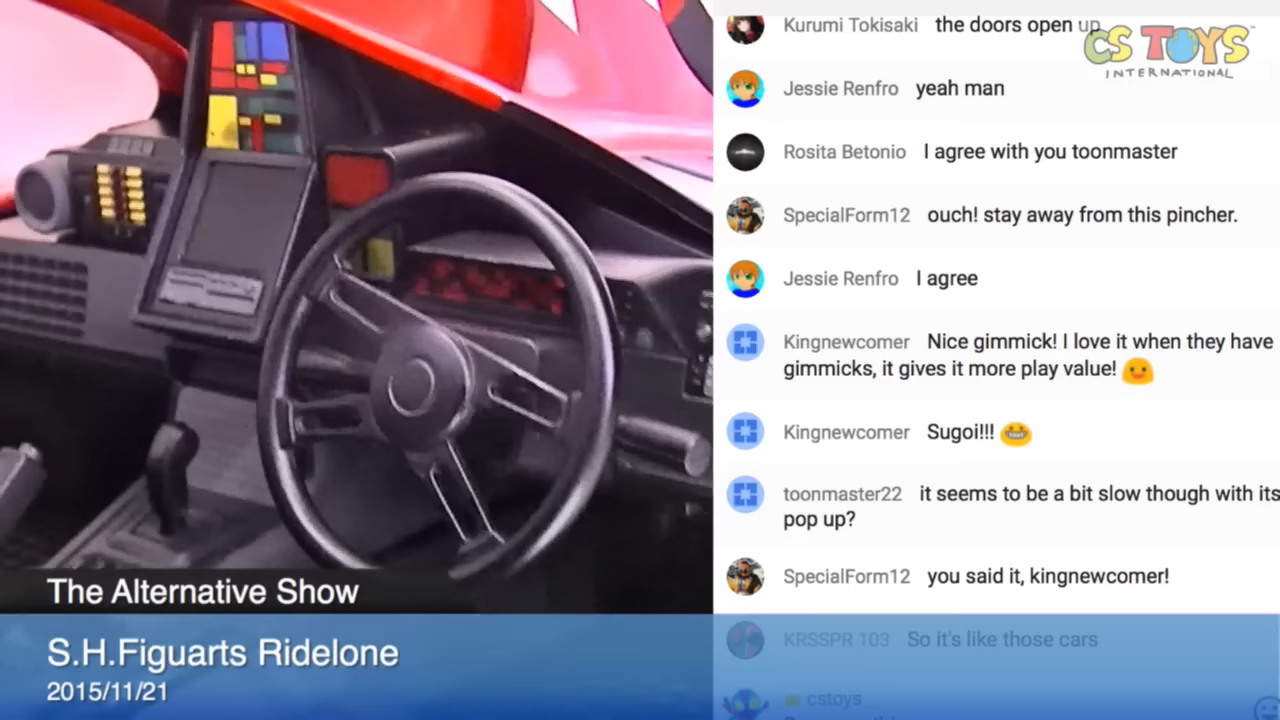 Kurumi Tokisaki the doors open up
CS TOYS
INTERNATIONAL
Jessie Renfro yeah man
Rosita Betonio I agree with you toonmaster
SpecialForm12 ouch! stay away from this pincher.
Jessie Renfro I agree
Kingnewcomer Nice gimmick! I love it when they have
gimmicks, it gives it more play value!
Kingnewcomer Sugoi!!!
toonmaster22 it seems to be a bit slow though with its
pop up?
SpecialForm12 you said it, kingnewcomer!
KRSSPR 103 So it's like those cars
cstoys
The Alternative Show
S.H.Figuarts Ridelone
2015/11/21